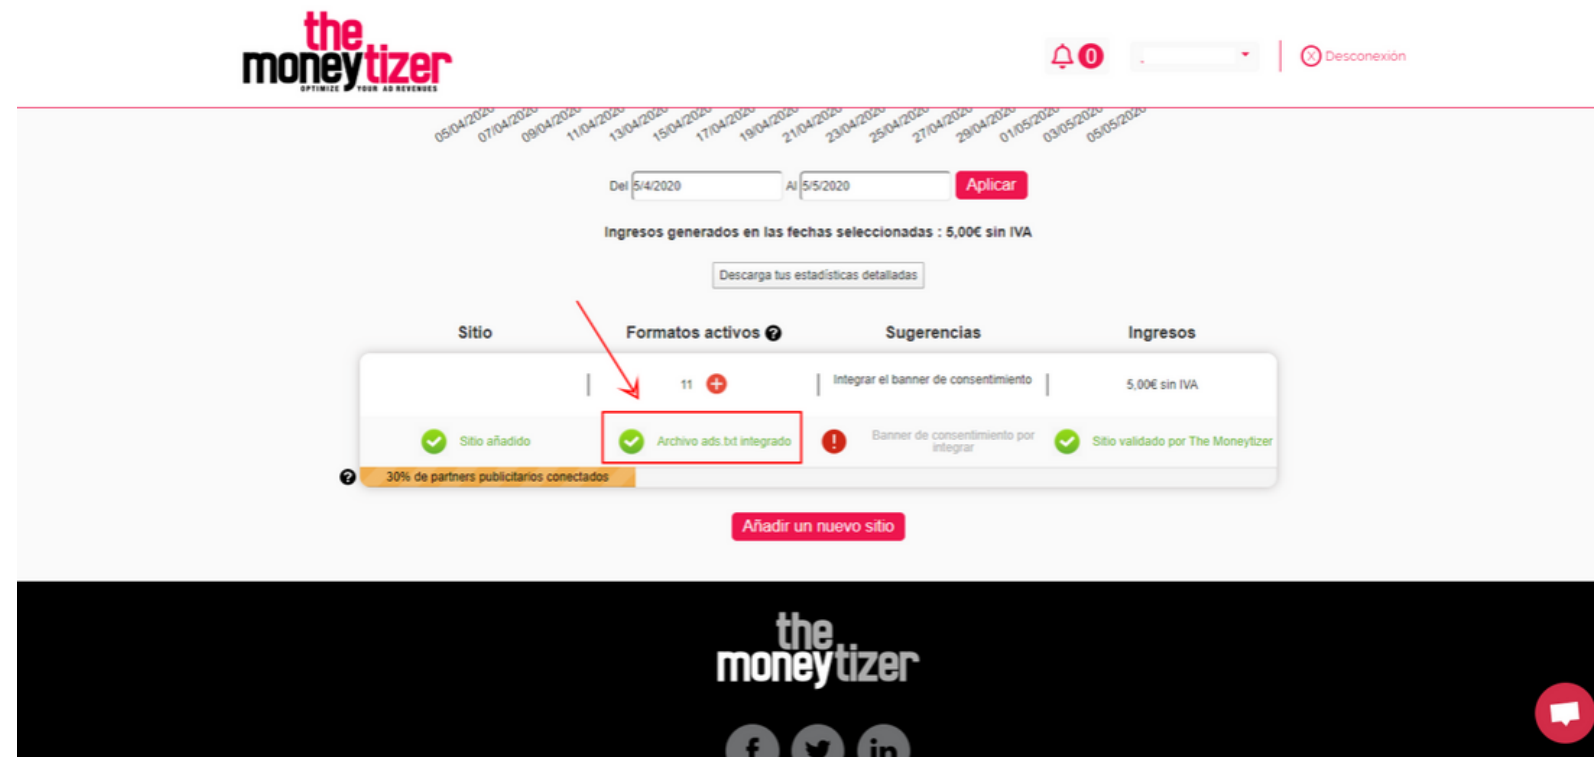 the
moneytizer
OPTIMIZE YOUR AD REVENUES
0
Desconexión
05/04/2020 07/04/2020 09/04/2020 11/04/2020 13/04/2020 15/04/2020 17/04/2020 19/04/2020 21/04/2020 23/04/2020 25/04/2020 27/04/2020 29/04/2020 01/05/2020 03/05/2020 05/05/2020
Del 5/4/2020 Al 5/5/2020 Aplicar
Ingresos generados en las fechas seleccionadas : 5,00€ sin IVA
Descarga tus estadísticas detalladas
Sitio Formatos activos ? Sugerencias Ingresos
11 + Integrar el banner de consentimiento 5,00€ sin IVA
Sitio añadido Archivo ads.txt integrado ! Banner de consentimiento por
integrar
Sitio validado por The Moneytizer
? 30% de partners publicitarios conectados
Añadir un nuevo sitio
the
moneytizer
f in